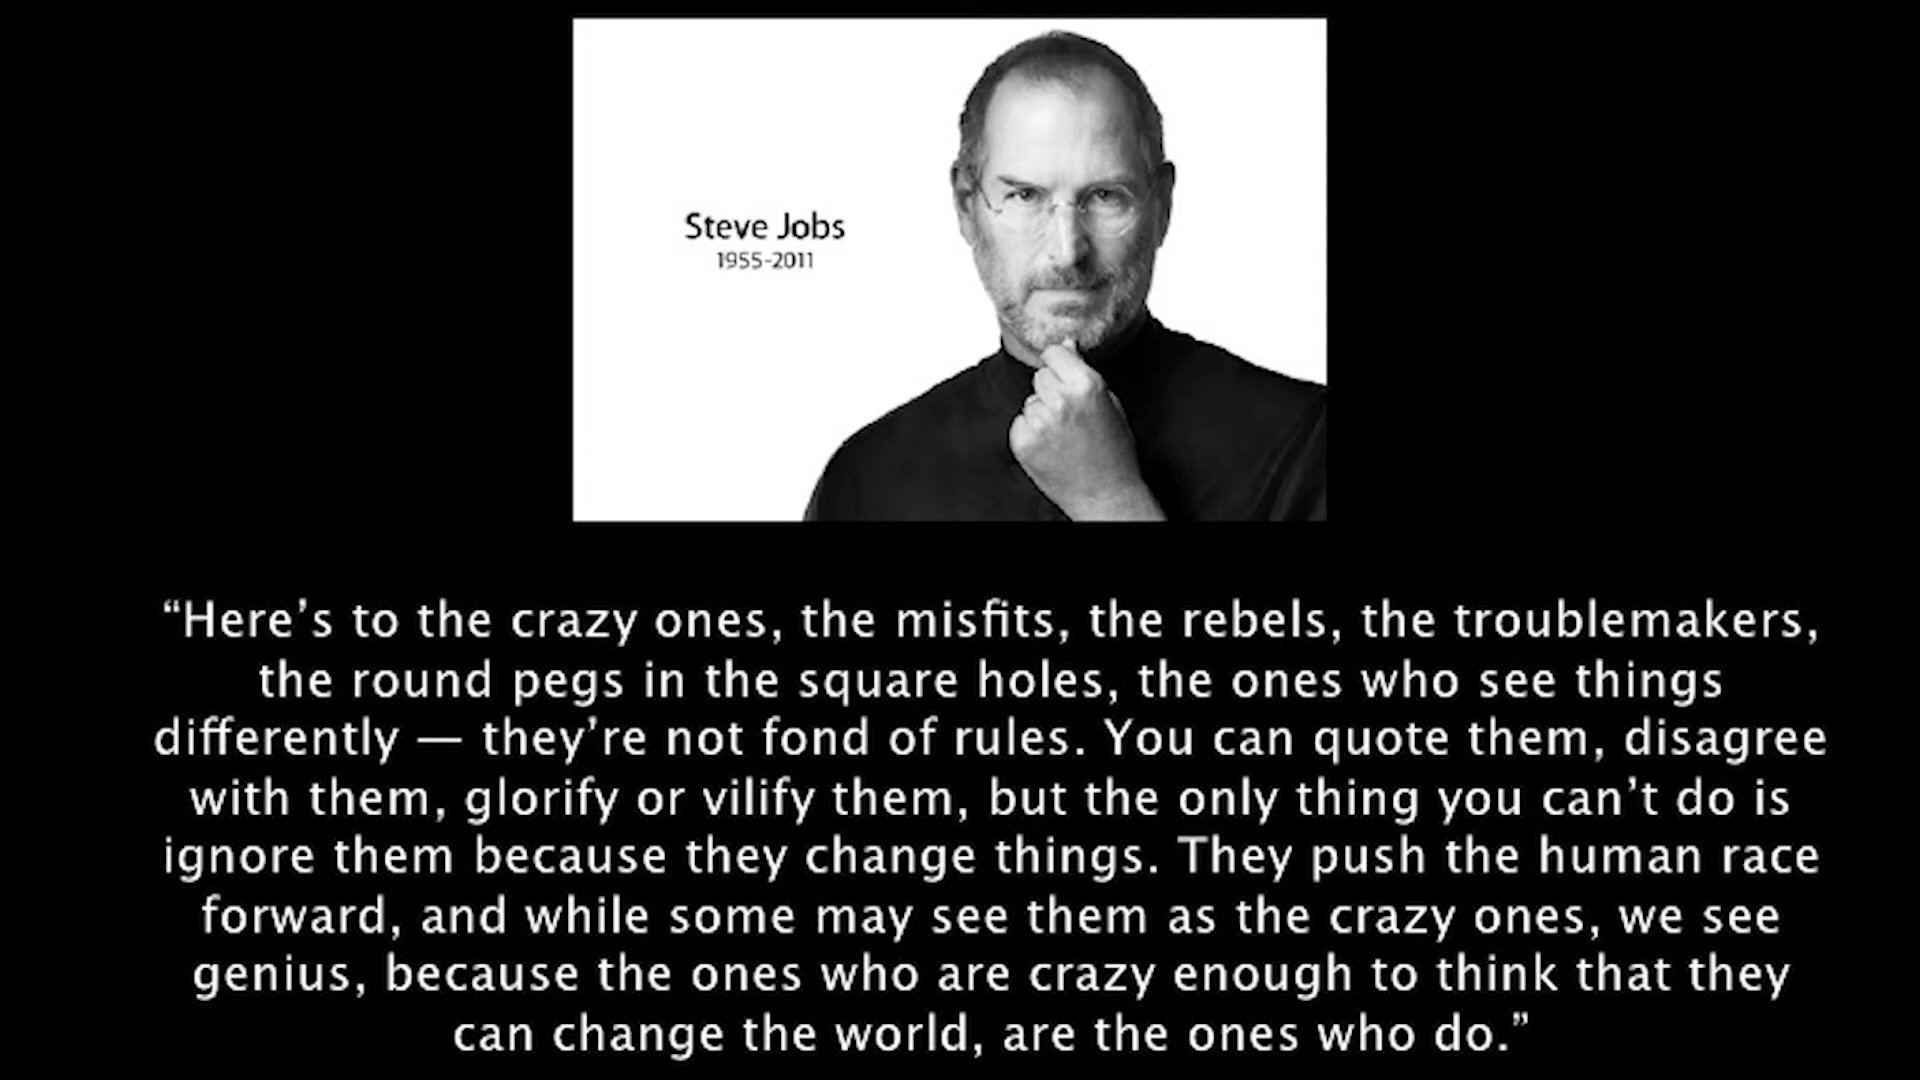 Steve Jobs
1955-2011
“Here’s to the crazy ones, the misfits, the rebels, the troublemakers,
the round pegs in the square holes, the ones who see things
differently — they’re not fond of rules. You can quote them, disagree
with them, glorify or vilify them, but the only thing you can’t do is
ignore them because they change things. They push the human race
forward, and while some may see them as the crazy ones, we see
genius, because the ones who are crazy enough to think that they
can change the world, are the ones who do.”